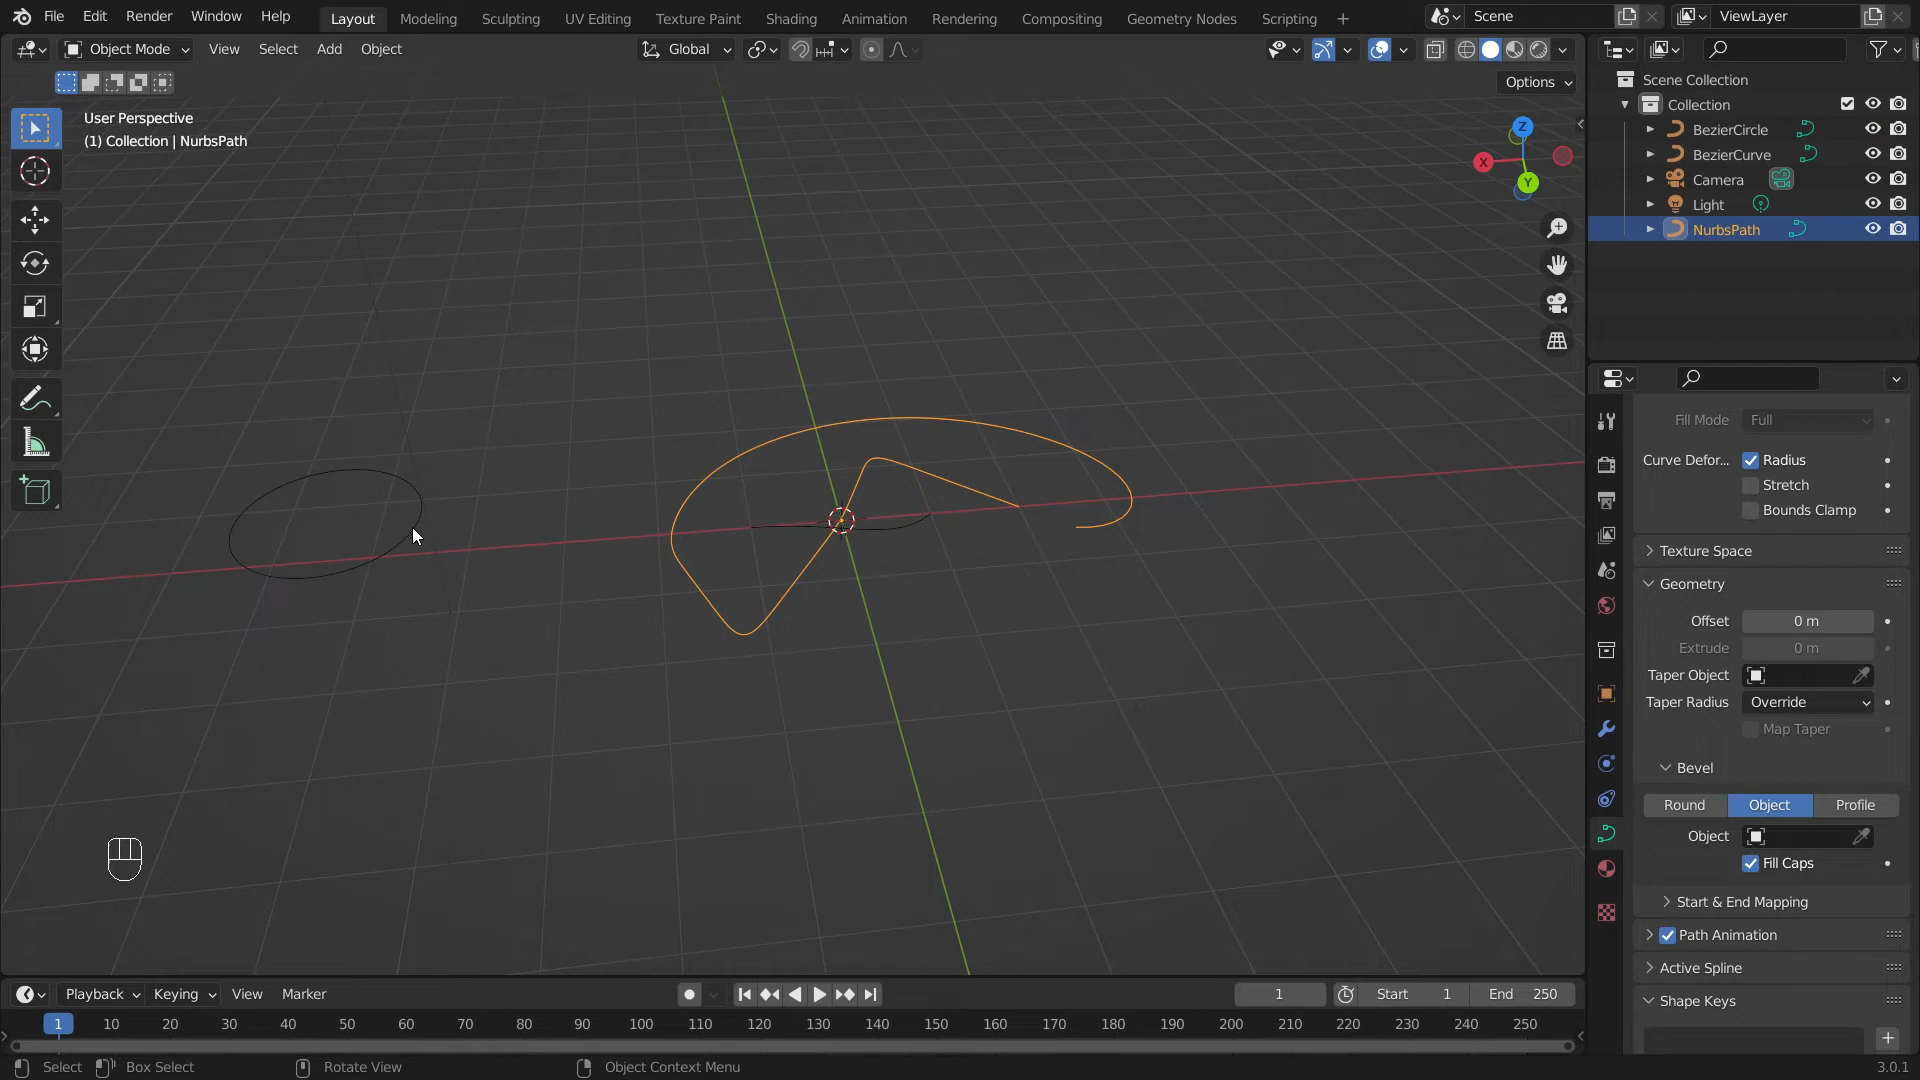 File Edit Render Window Help Layout Modeling Sculpting UV Editing Texture Paint Shading Animation Rendering Compositing Geometry Nodes Scripting + Scene ViewLayer
Object Mode View Select Add Object Global
Options
User Perspective
(1) Collection | NurbsPath
Z
X
Y
Scene Collection
Collection
BezierCircle
BezierCurve
Camera
Light
NurbsPath
Fill Mode Full
Curve Defor... Radius
Stretch
Bounds Clamp
Texture Space
Geometry
Offset 0 m
Extrude 0 m
Taper Object
Taper Radius Override
Map Taper
Bevel
Round Object Profile
Object
Fill Caps
Start & End Mapping
Path Animation
Active Spline
Shape Keys
Playback Keying View Marker 1 Start 1 End 250
1 10 20 30 40 50 60 70 80 90 100 110 120 130 140 150 160 170 180 190 200 210 220 230 240 250
Select Box Select Rotate View Object Context Menu 3.0.1